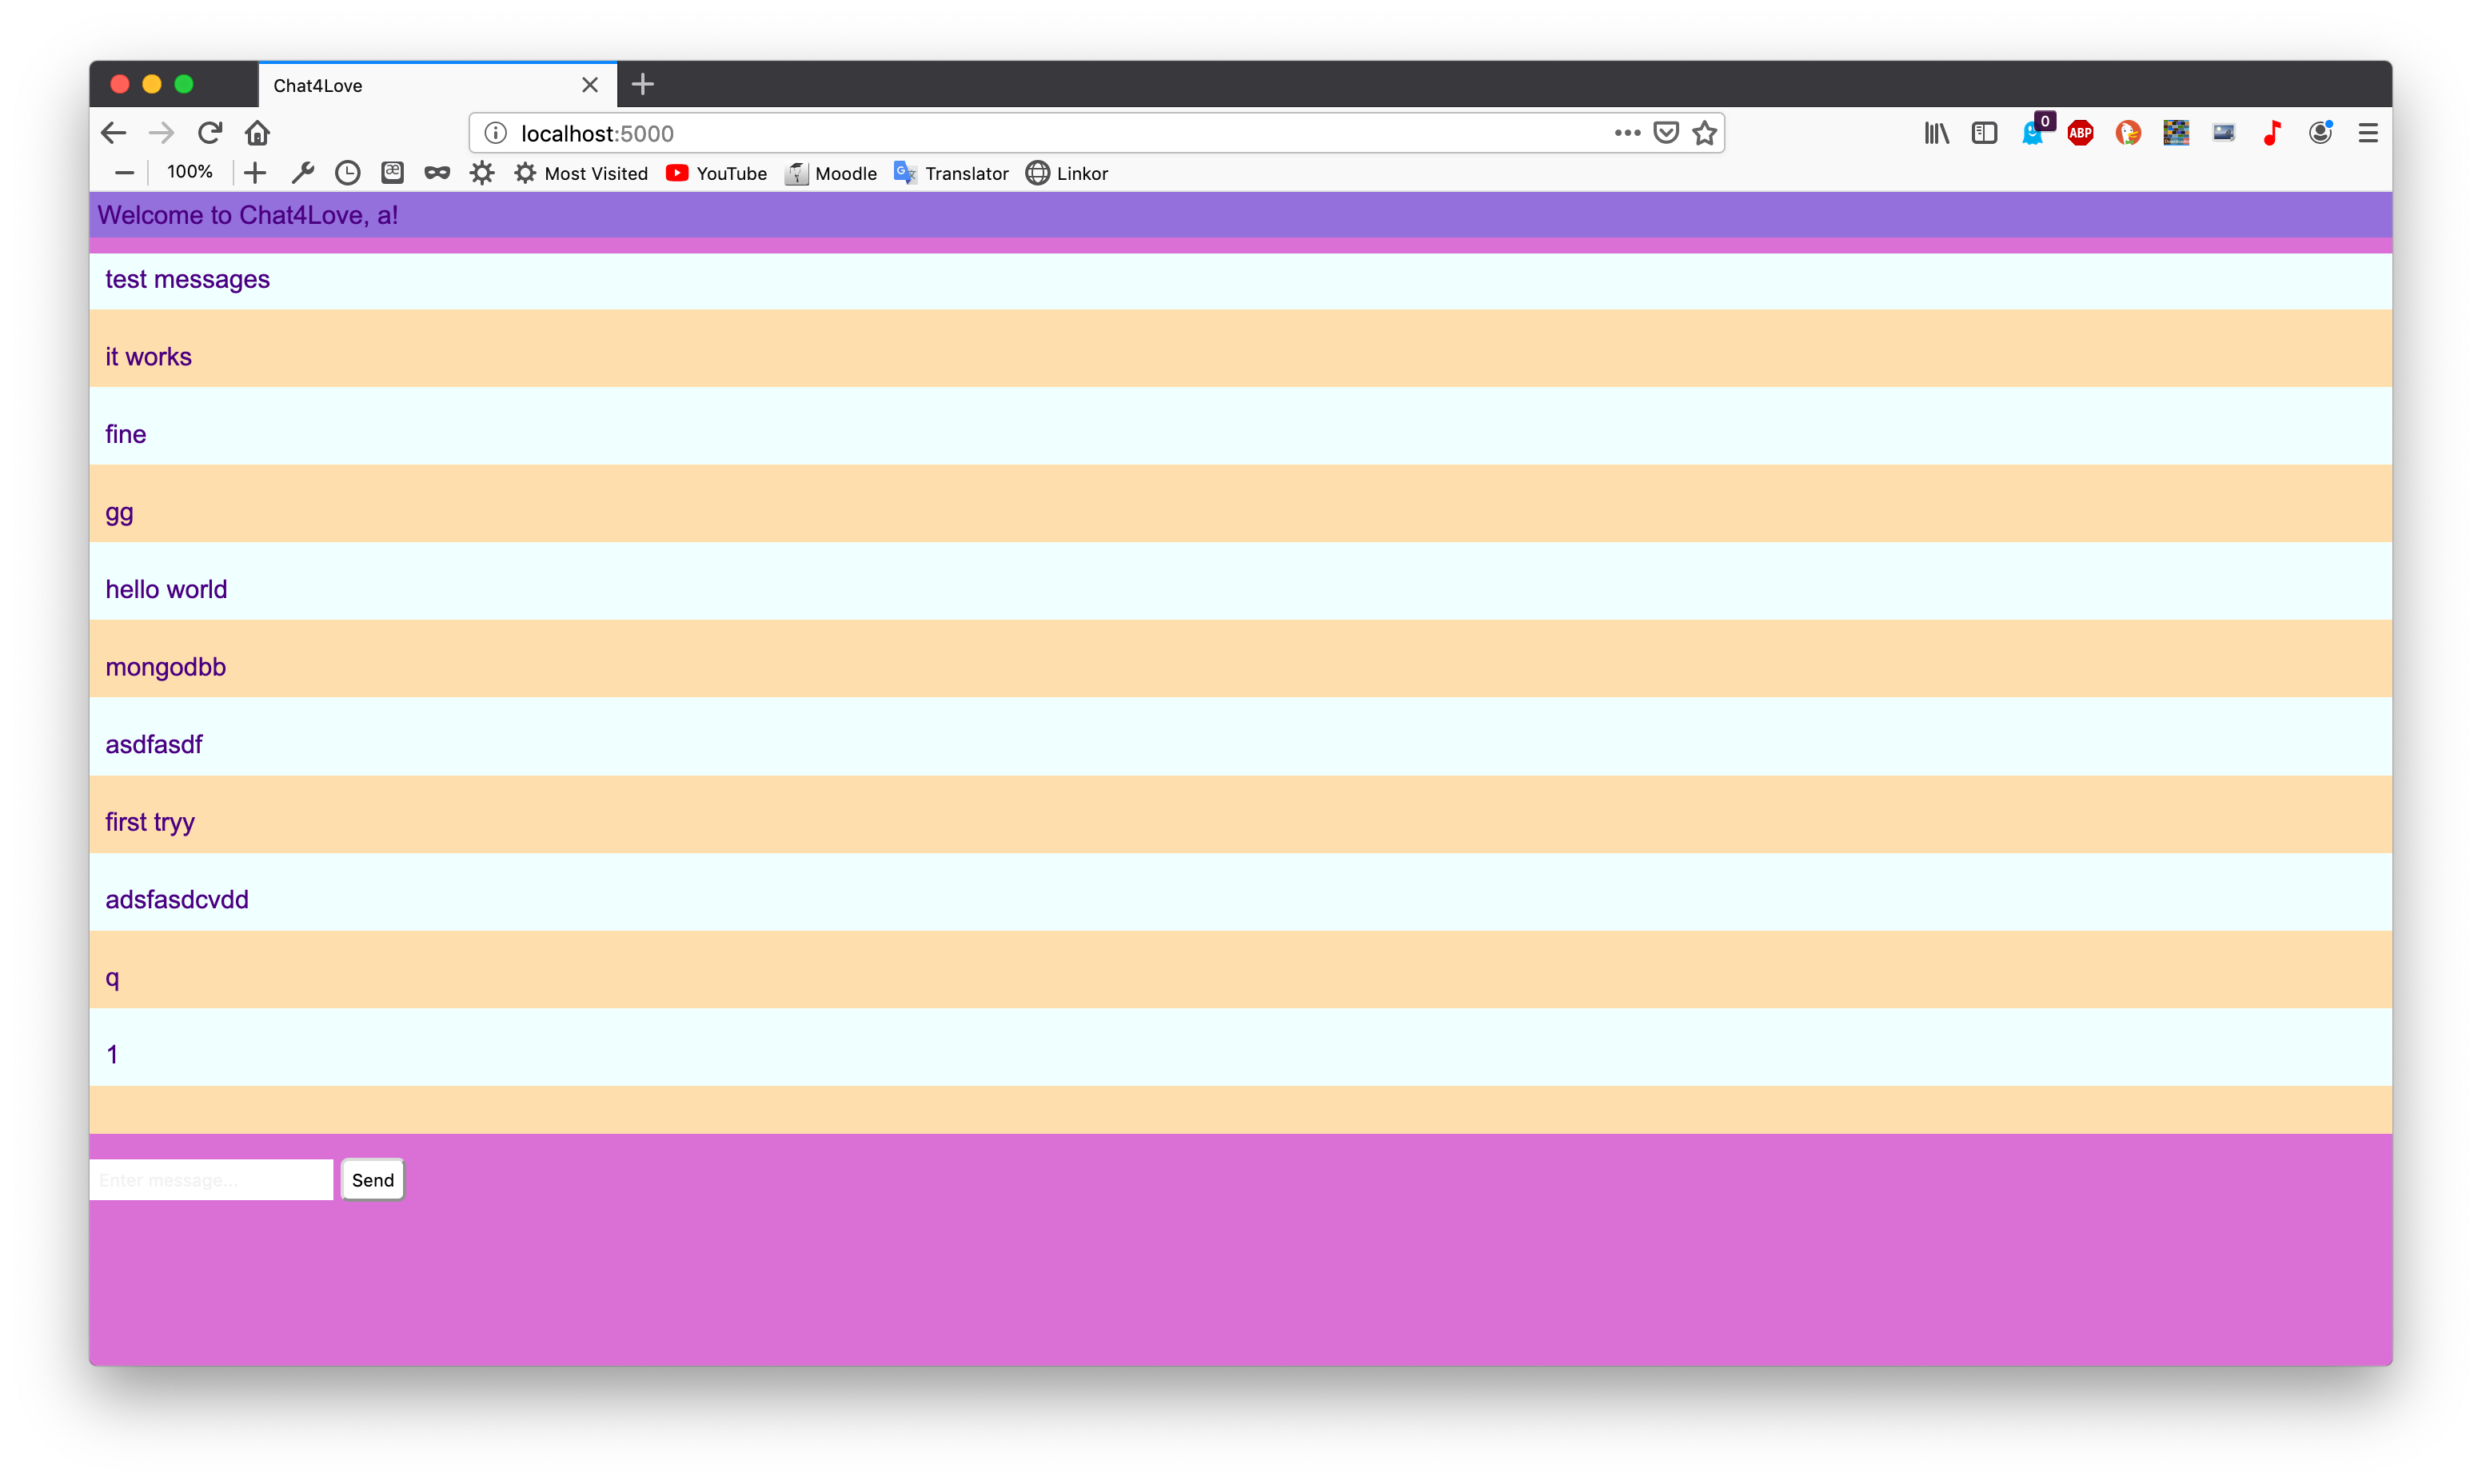 Chat4Love
localhost:5000
0
ABP
100%
æ
Most Visited
YouTube
Moodle
Translator
Linkor
Welcome to Chat4Love, a!
test messages
it works
fine
gg
hello world
mongodbb
asdfasdf
first tryy
adsfasdcvdd
q
1
Enter message...
Send